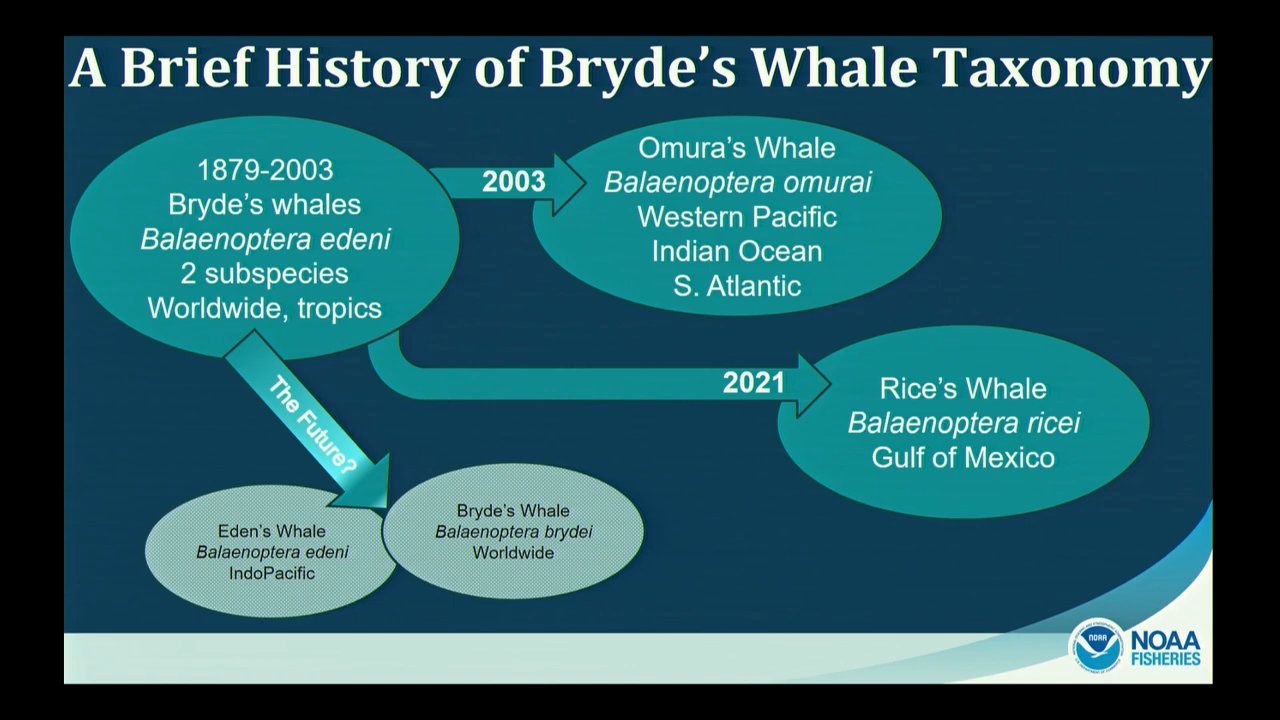 A Brief History of Bryde’s Whale Taxonomy
1879-2003
Bryde’s whales
Balaenoptera edeni
2 subspecies
Worldwide, tropics
2003
Omura’s Whale
Balaenoptera omurai
Western Pacific
Indian Ocean
S. Atlantic
2021
Rice’s Whale
Balaenoptera ricei
Gulf of Mexico
The Future?
Eden’s Whale
Balaenoptera edeni
IndoPacific
Bryde’s Whale
Balaenoptera brydei
Worldwide
NOAA
NOAA
FISHERIES